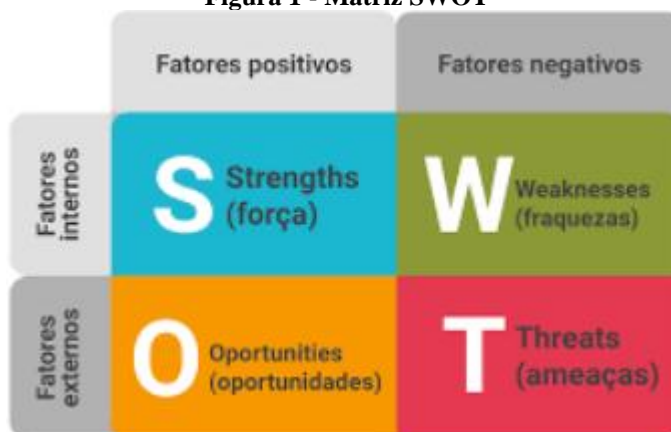 Figura 1 - Matriz SWOT
Fatores positivos
Fatores negativos
Fatores
internos
S
Strengths
(força)
W
Weaknesses
(fraquezas)
Fatores
externos
O
Oportunities
(oportunidades)
T
Threats
(ameaças)